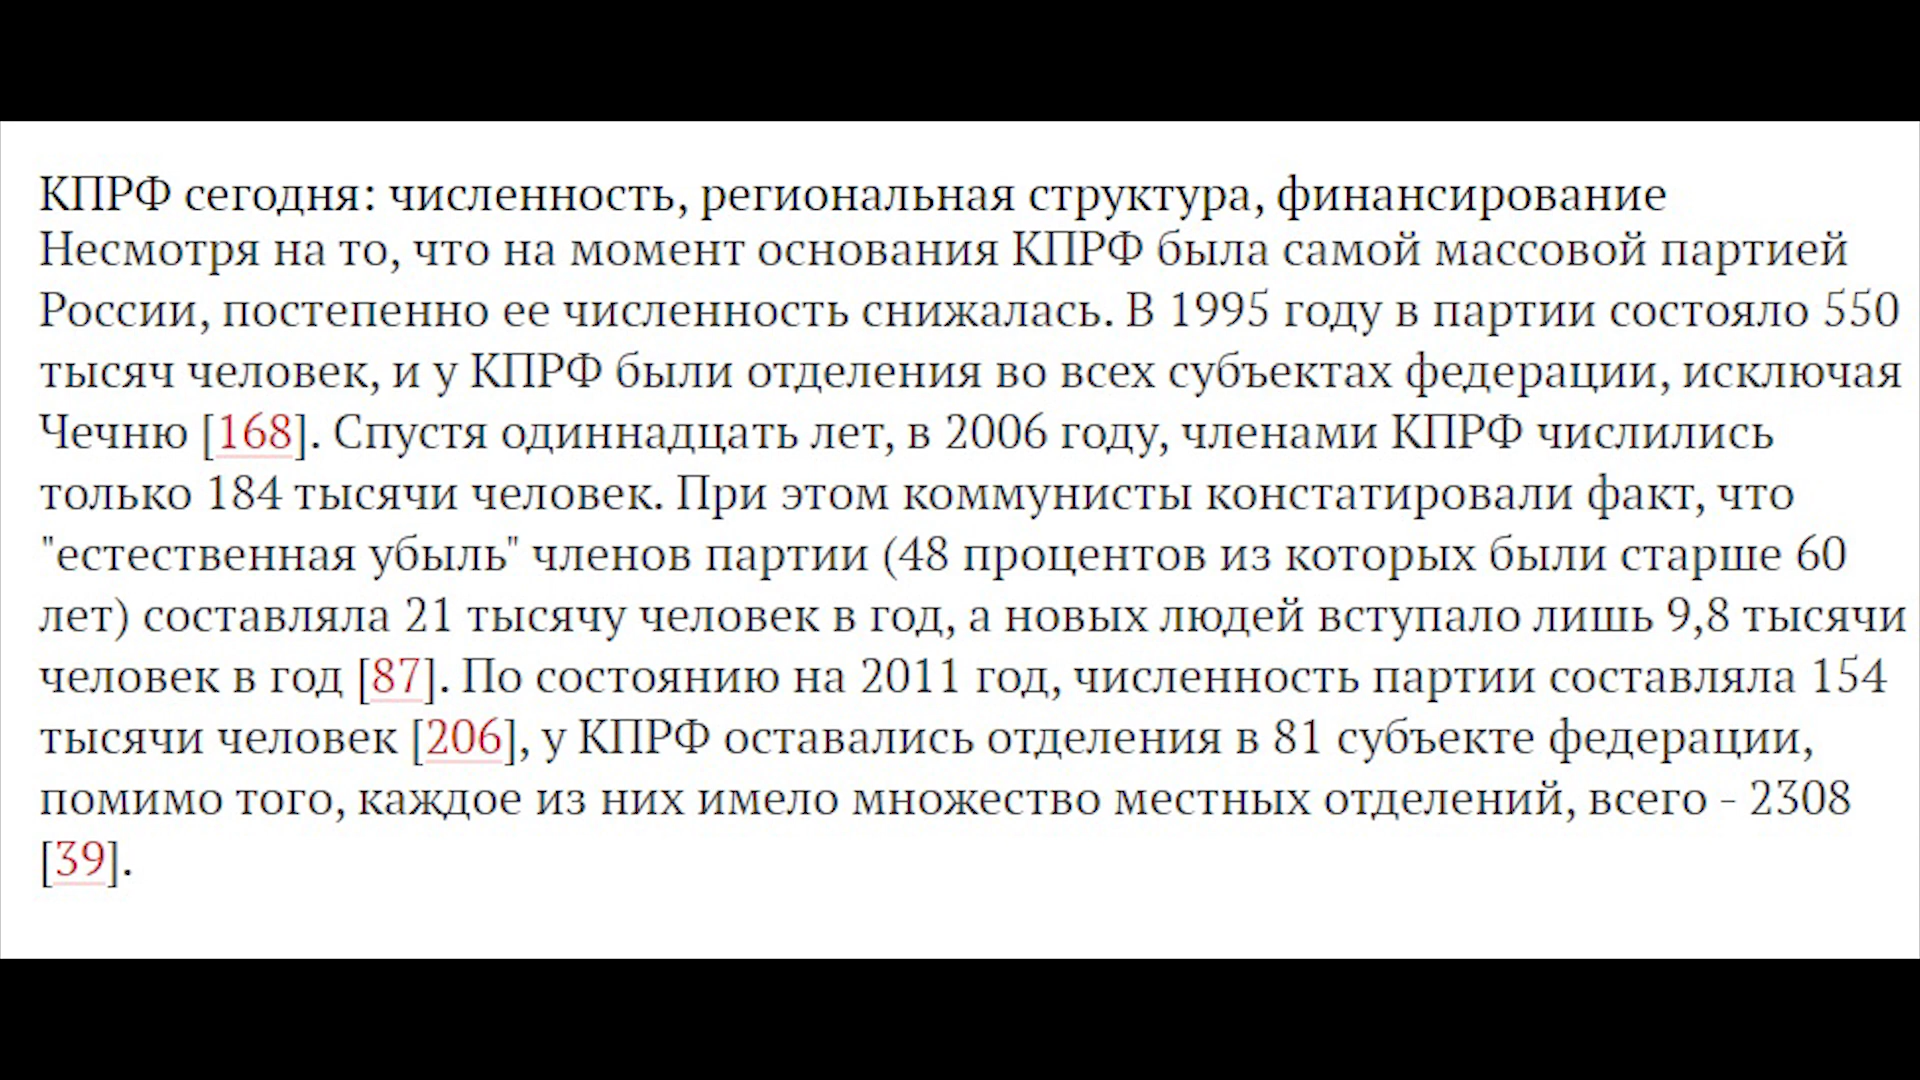 КПРФ сегодня: численность, региональная структура, финансирование
Несмотря на то, что на момент основания КПРФ была самой массовой партией
России, постепенно ее численность снижалась. В 1995 году в партии состояло 550
тысяч человек, и у КПРФ были отделения во всех субъектах федерации, исключая
Чечню [168]. Спустя одиннадцать лет, в 2006 году, членами КПРФ числились
только 184 тысячи человек. При этом коммунисты констатировали факт, что
"естественная убыль" членов партии (48 процентов из которых были старше 60
лет) составляла 21 тысячу человек в год, а новых людей вступало лишь 9,8 тысячи
человек в год [87]. По состоянию на 2011 год, численность партии составляла 154
тысячи человек [206], у КПРФ оставались отделения в 81 субъекте федерации,
помимо того, каждое из них имело множество местных отделений, всего - 2308
[39].